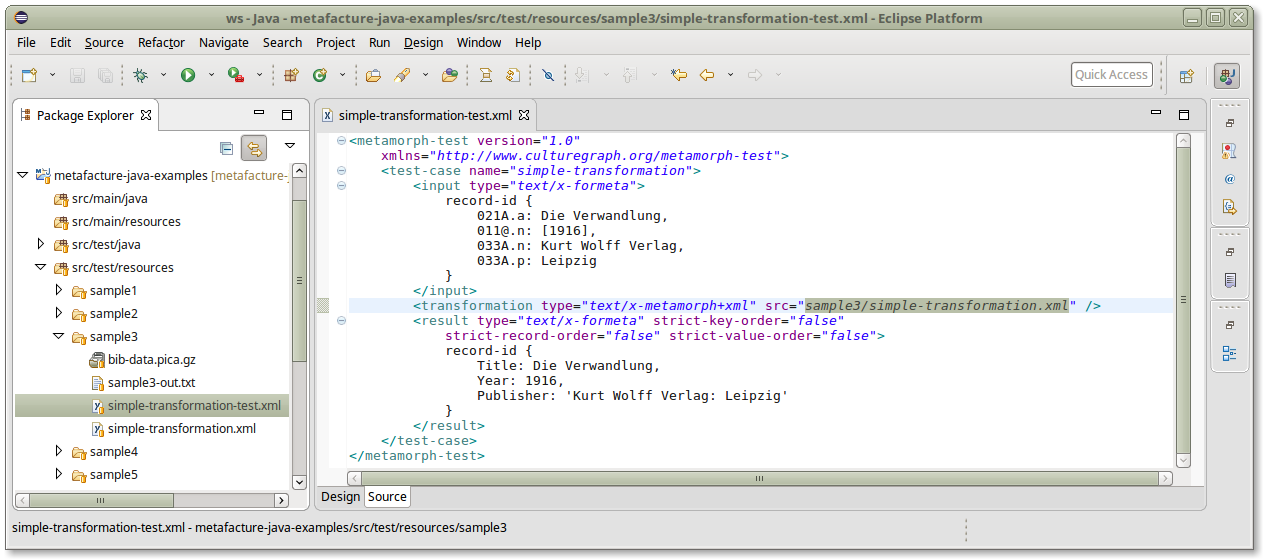 ws - Java - metafacture-java-examples/src/test/resources/sample3/simple-transformation-test.xml - Eclipse Platform
File Edit Source Refactor Navigate Search Project Run Design Window Help
Quick Access
Package Explorer
metafacture-java-examples [metafacture-
src/main/java
src/main/resources
src/test/java
src/test/resources
sample1
sample2
sample3
bib-data.pica.gz
sample3-out.txt
simple-transformation-test.xml
simple-transformation.xml
sample4
sample5
simple-transformation-test.xml
<metamorph-test version="1.0"
xmlns="http://www.culturegraph.org/metamorph-test">
<test-case name="simple-transformation">
<input type="text/x-formeta">
record-id {
021A.a: Die Verwandlung,
011@.n: [1916],
033A.n: Kurt Wolff Verlag,
033A.p: Leipzig
}
</input>
<transformation type="text/x-metamorph+xml" src="sample3/simple-transformation.xml" />
<result type="text/x-formeta" strict-key-order="false"
strict-record-order="false" strict-value-order="false">
record-id {
Title: Die Verwandlung,
Year: 1916,
Publisher: 'Kurt Wolff Verlag: Leipzig'
}
</result>
</test-case>
</metamorph-test>
Design Source
simple-transformation-test.xml - metafacture-java-examples/src/test/resources/sample3